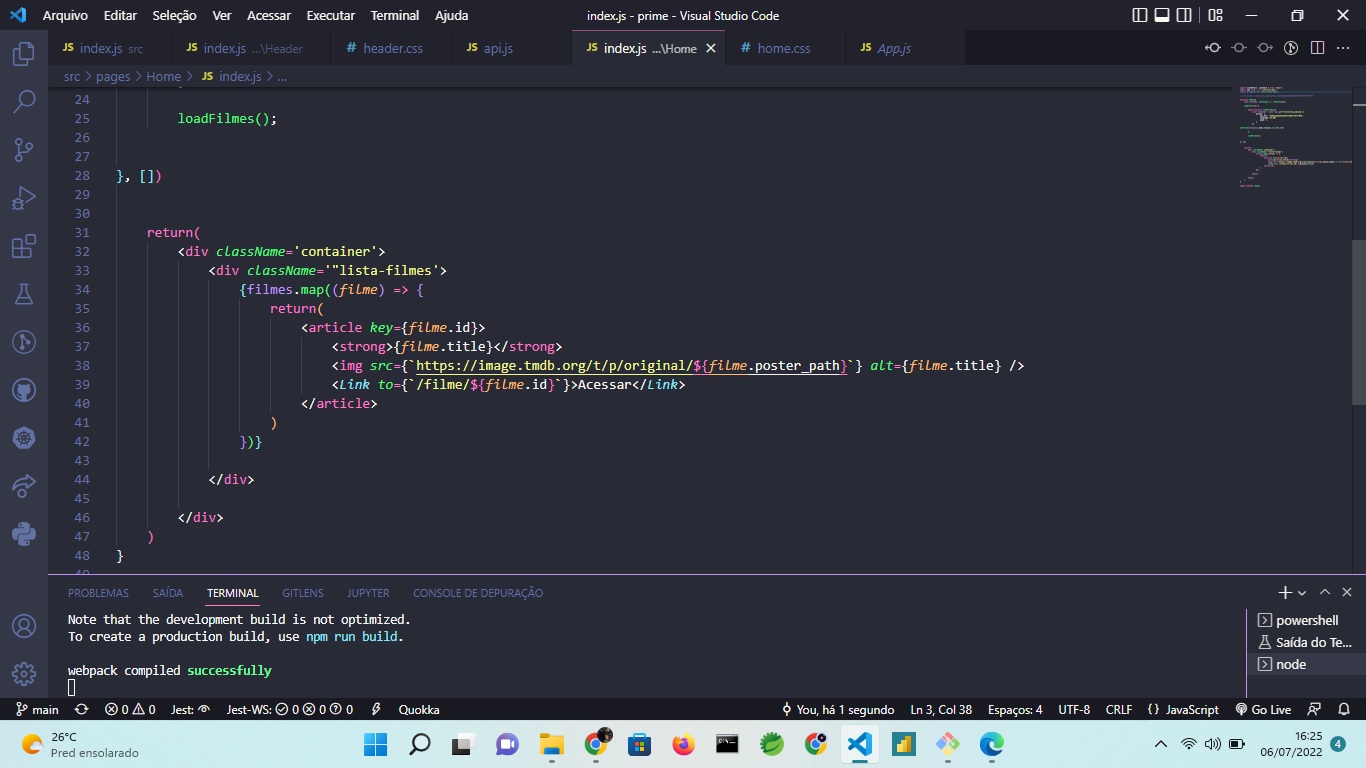 Arquivo Editar Seleção Ver Acessar Executar Terminal Ajuda index.js - prime - Visual Studio Code
JS index.js src JS index.js ...\Header # header.css JS api.js JS index.js ...\Home # home.css JS App.js
src > pages > Home > JS index.js > ...
24
25 loadFilmes();
26
27
28 }, [])
29
30
31 return(
32 <div className='container'>
33 <div className='"lista-filmes'>
34 {filmes.map((filme) => {
35 return(
36 <article key={filme.id}>
37 <strong>{filme.title}</strong>
38 <img src={`https://image.tmdb.org/t/p/original/${filme.poster_path}`} alt={filme.title} />
39 <Link to={`/filme/${filme.id}`}>Acessar</Link>
40 </article>
41 )
42 })}
43
44 </div>
45
46 </div>
47 )
48 }
PROBLEMAS SAÍDA TERMINAL GITLENS JUPYTER CONSOLE DE DEPURAÇÃO
Note that the development build is not optimized.
To create a production build, use npm run build.
webpack compiled successfully
powershell
Saída do Te...
node
main 0 0 Jest: Jest-WS: 0 0 0 Quokka You, há 1 segundo Ln 3, Col 38 Espaços: 4 UTF-8 CRLF {} JavaScript Go Live
26°C
Pred ensolarado
16:25
06/07/2022
4